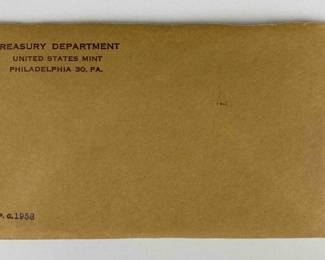 REASURY DEPARTMENT
UNITED STATES MINT
PHILADELPHIA 30, PA.
P. C. 1958